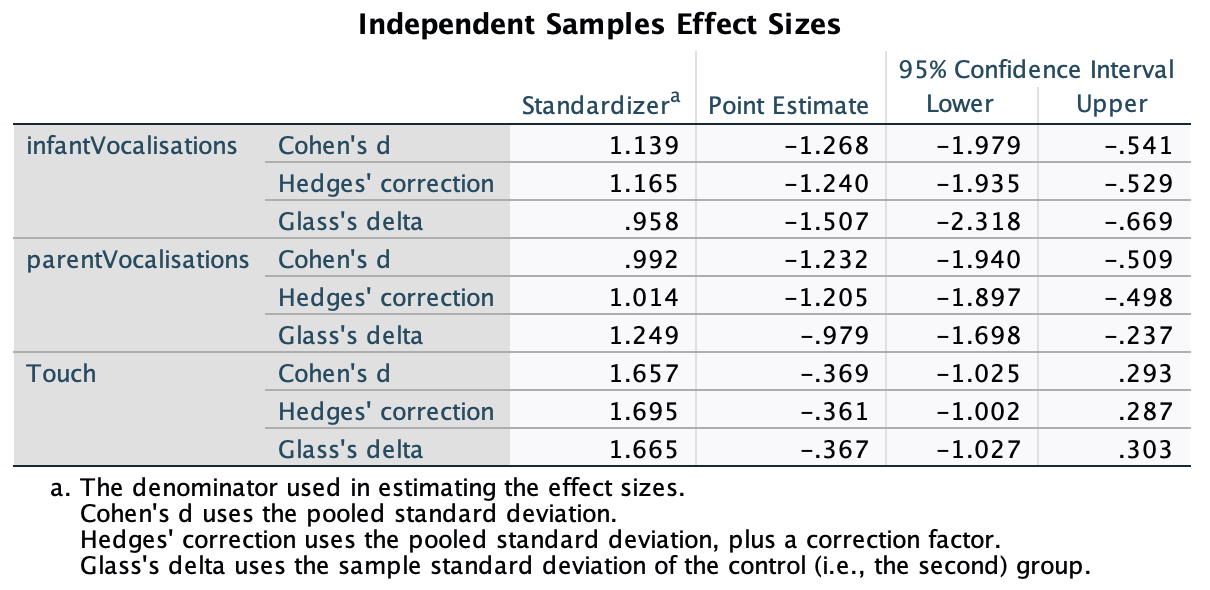 Independent Samples Effect Sizes
95% Confidence Interval
Standardizerᵃ Point Estimate Lower Upper
infantVocalisations Cohen's d 1.139 -1.268 -1.979 -.541
Hedges' correction 1.165 -1.240 -1.935 -.529
Glass's delta .958 -1.507 -2.318 -.669
parentVocalisations Cohen's d .992 -1.232 -1.940 -.509
Hedges' correction 1.014 -1.205 -1.897 -.498
Glass's delta 1.249 -.979 -1.698 -.237
Touch Cohen's d 1.657 -.369 -1.025 .293
Hedges' correction 1.695 -.361 -1.002 .287
Glass's delta 1.665 -.367 -1.027 .303
a. The denominator used in estimating the effect sizes.
Cohen's d uses the pooled standard deviation.
Hedges' correction uses the pooled standard deviation, plus a correction factor.
Glass's delta uses the sample standard deviation of the control (i.e., the second) group.